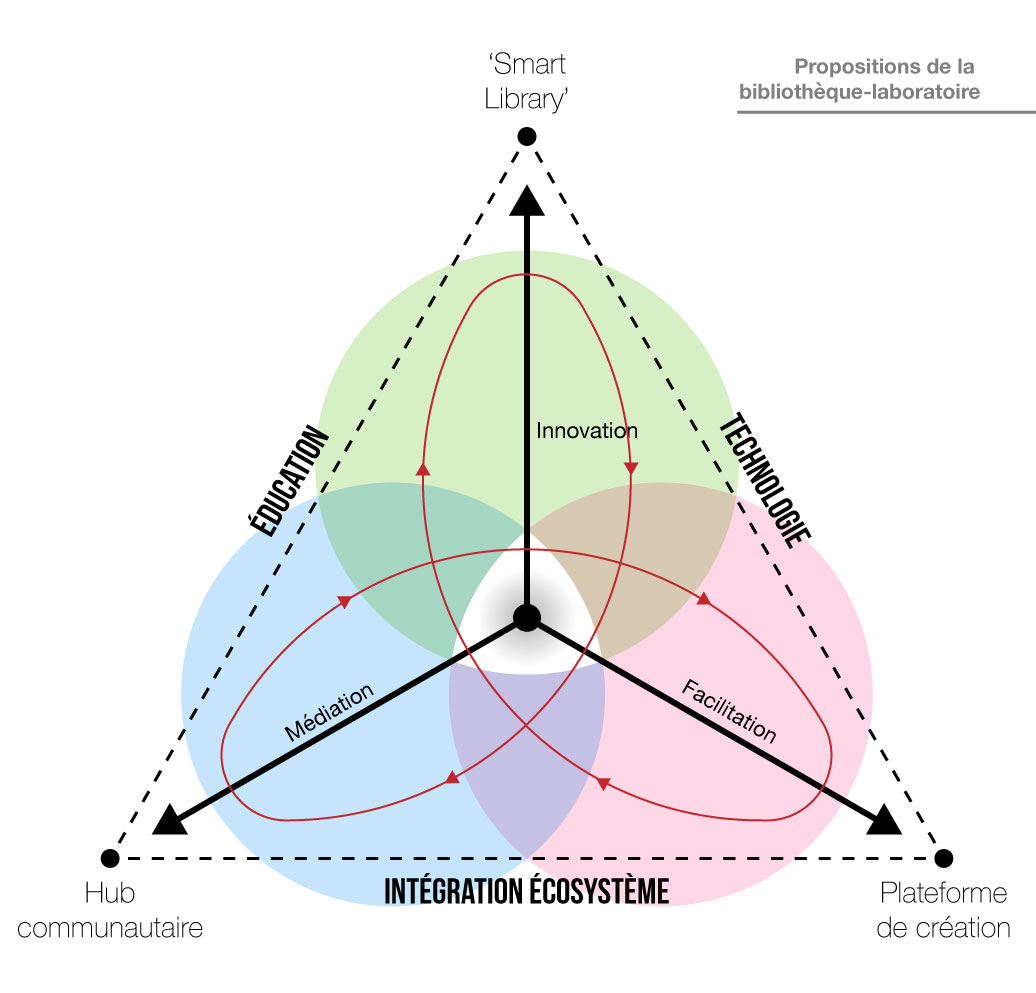 ‘Smart
Library’
Propositions de la
bibliothèque-laboratoire
Innovation
ÉDUCATION
TECHNOLOGIE
Médiation
Facilitation
INTÉGRATION ÉCOSYSTÈME
Hub
communautaire
Plateforme
de création